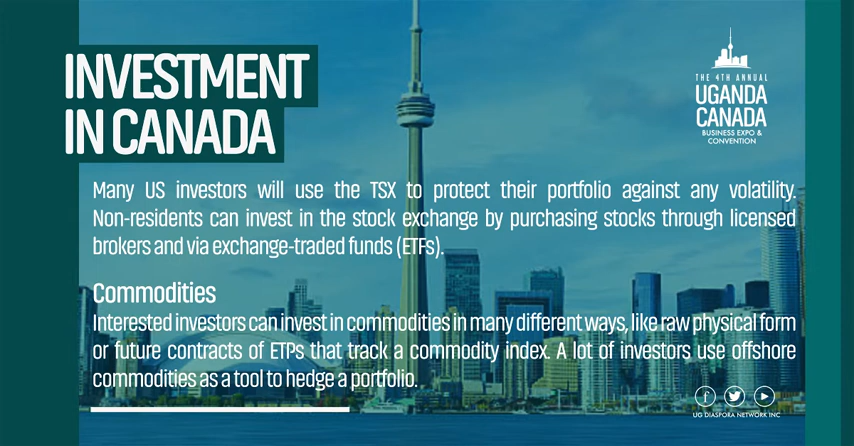 INVESTMENT
IN CANADA
THE 4TH ANNUAL
UGANDA
CANADA
BUSINESS EXPO &
CONVENTION
Many US investors will use the TSX to protect their portfolio against any volatility.
Non-residents can invest in the stock exchange by purchasing stocks through licensed
brokers and via exchange-traded funds (ETFs).
Commodities
Interested investors can invest in commodities in many different ways, like raw physical form
or future contracts of ETPs that track a commodity index. A lot of investors use offshore
commodities as a tool to hedge a portfolio.
UG DIASPORA NETWORK INC